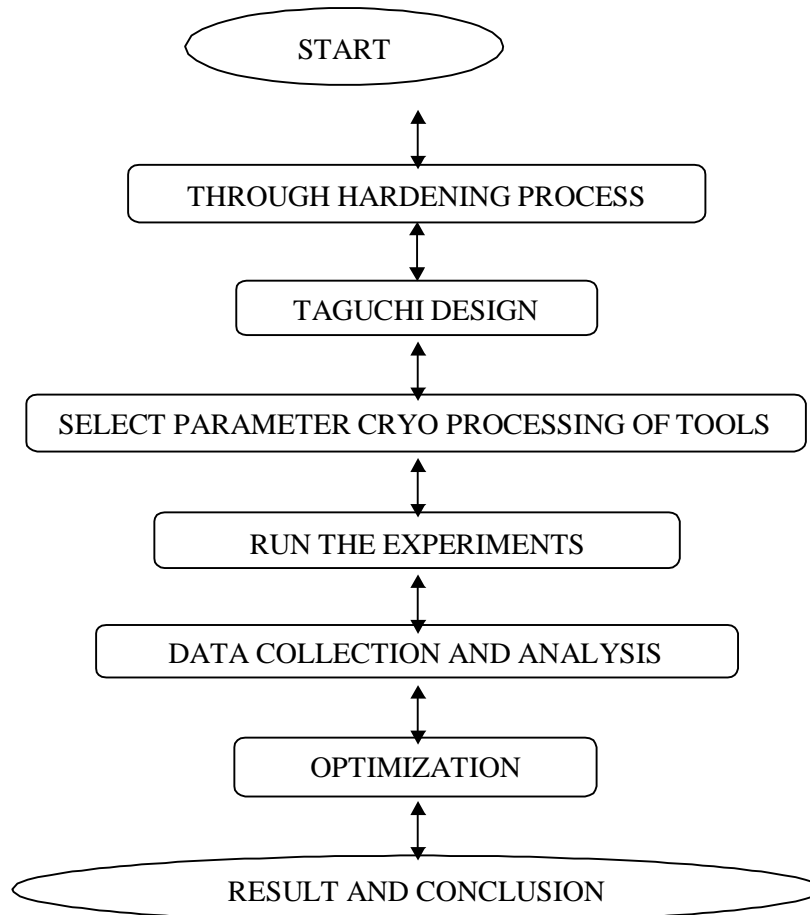 START
THROUGH HARDENING PROCESS
TAGUCHI DESIGN
SELECT PARAMETER CRYO PROCESSING OF TOOLS
RUN THE EXPERIMENTS
DATA COLLECTION AND ANALYSIS
OPTIMIZATION
RESULT AND CONCLUSION